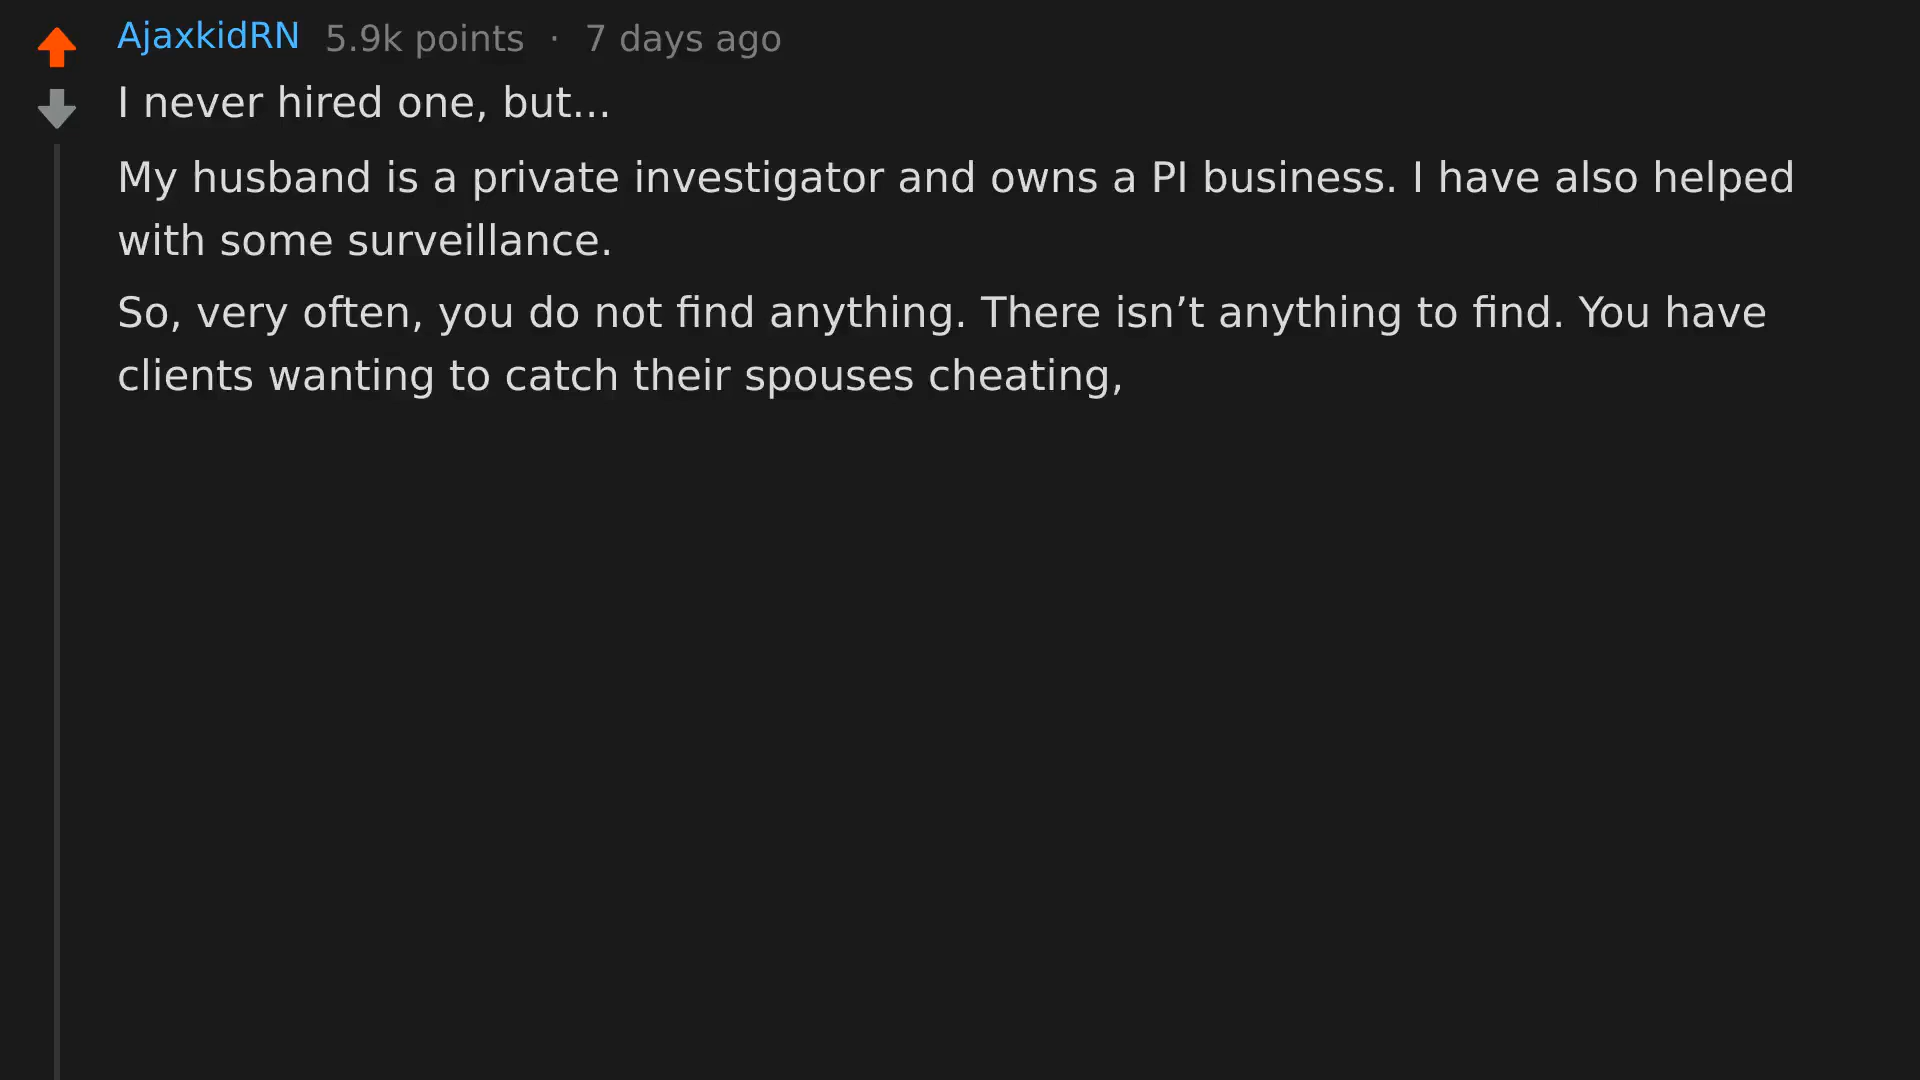 AjaxkidRN 5.9k points · 7 days ago
I never hired one, but...
My husband is a private investigator and owns a PI business. I have also helped
with some surveillance.
So, very often, you do not find anything. There isn’t anything to find. You have
clients wanting to catch their spouses cheating,